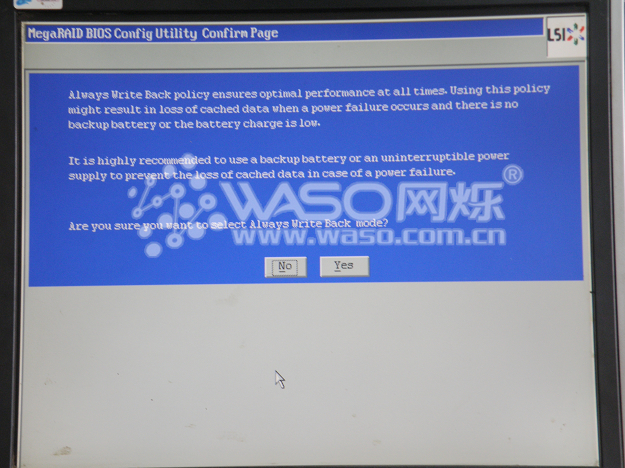 MegaRAID BIOS Config Utility Confirm Page
LSI
Always Write Back policy ensures optimal performance at all times. Using this policy
might result in loss of cached data when a power failure occurs and there is no
backup battery or the battery charge is low.
It is highly recommended to use a backup battery or an uninterruptible power
supply to prevent the loss of cached data in case of a power failure.
WASO网烁®
Are you sure you want to select Always Write Back mode?
www.waso.com.cn
No Yes